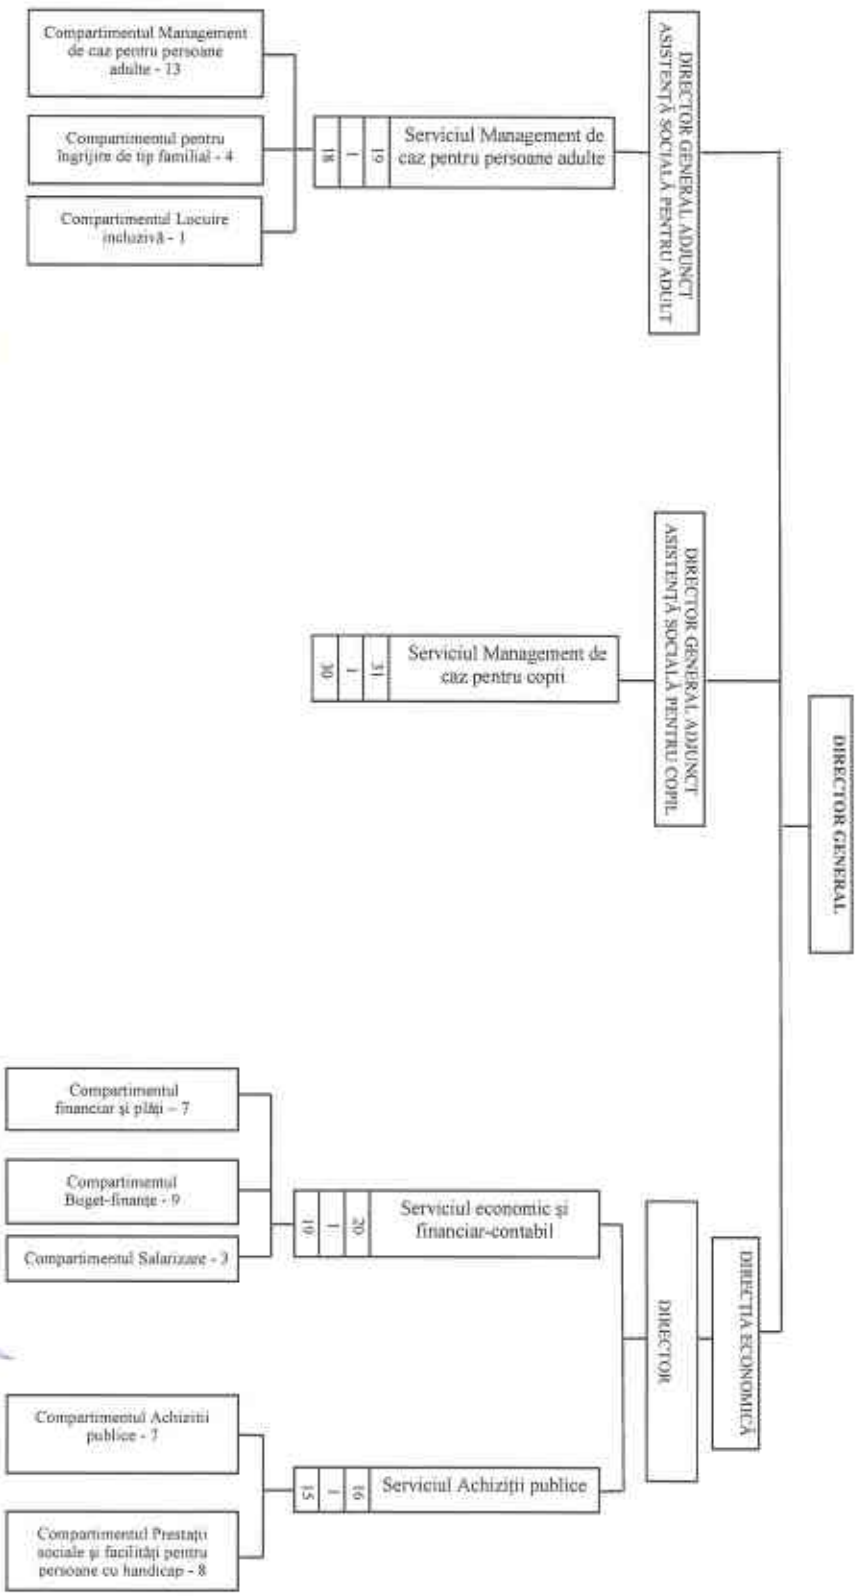 DIRECTOR GENERAL
DIRECTOR GENERAL ADJUNCT
ASISTENȚĂ SOCIALĂ PENTRU ADULT
Serviciul Management de
caz pentru persoane adulte
19
1
18
Compartimentul Management
de caz pentru persoane
adulte - 13
Compartimentul pentru
îngrijire de tip familial - 4
Compartimentul Locuire
incluzivă - 1
DIRECTOR GENERAL ADJUNCT
ASISTENȚĂ SOCIALĂ PENTRU COPIL
Serviciul Management de
caz pentru copii
31
1
30
DIRECȚIA ECONOMICĂ
DIRECTOR
Serviciul economic și
financiar-contabil
20
1
19
Compartimentul
financiar și plăți – 7
Compartimentul
Buget-finanțe - 9
Compartimentul Salarizare - 3
Serviciul Achiziții publice
16
1
15
Compartimentul Achizitii
publice - 7
Compartimentul Prestații
sociale și facilități pentru
persoane cu handicap - 8